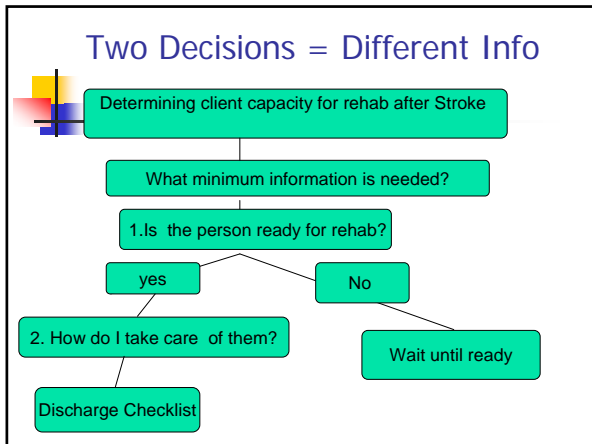 Two Decisions = Different Info
Determining client capacity for rehab after Stroke
What minimum information is needed?
1.Is the person ready for rehab?
yes
No
2. How do I take care of them?
Wait until ready
Discharge Checklist